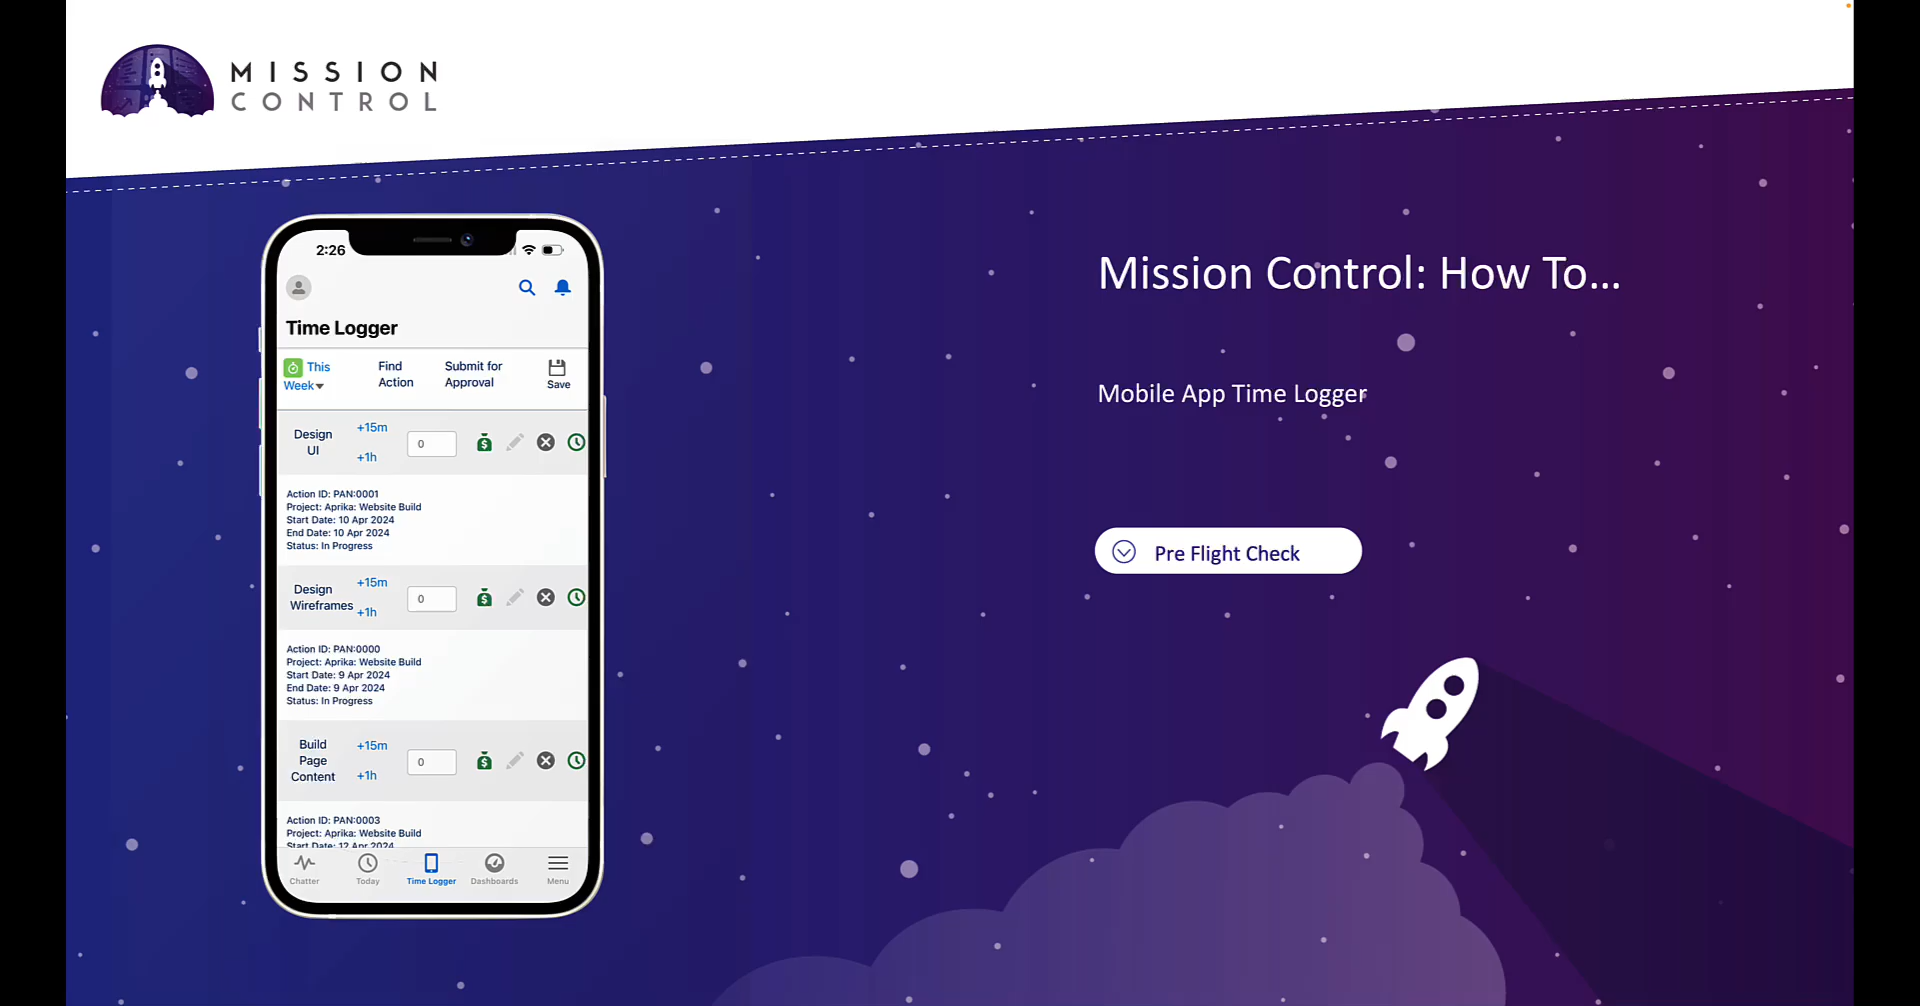 MISSION
CONTROL
2:26
Time Logger
This
Week
Find
Action
Submit for
Approval
Save
Design
UI
+15m
+1h
0
Action ID: PAN:0001
Project: Aprika: Website Build
Start Date: 10 Apr 2024
End Date: 10 Apr 2024
Status: In Progress
Design
Wireframes
+15m
+1h
0
Action ID: PAN:0000
Project: Aprika: Website Build
Start Date: 9 Apr 2024
End Date: 9 Apr 2024
Status: In Progress
Build
Page
Content
+15m
+1h
0
Action ID: PAN:0003
Project: Aprika: Website Build
Start Date: 12 Apr 2024
Chatter
Today
Time Logger
Dashboards
Menu
Mission Control: How To...
Mobile App Time Logger
Pre Flight Check